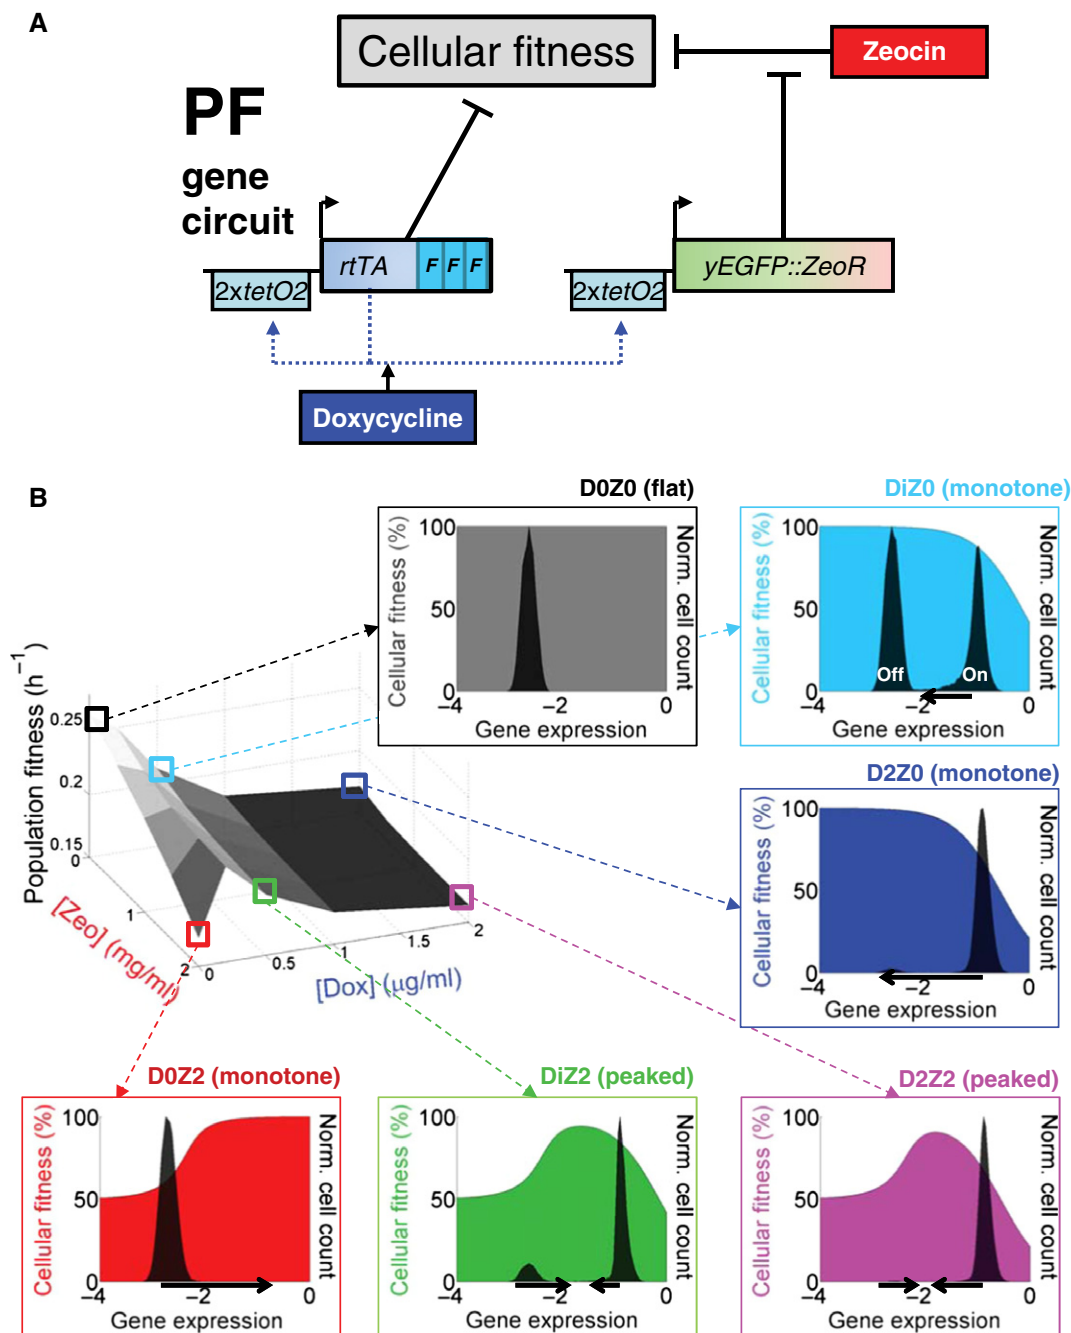 A
Cellular fitness
Zeocin
PF
gene
circuit
rtTA
F F F
yEGFP::ZeoR
2xtetO2
2xtetO2
Doxycycline
B
D0Z0 (flat)
Cellular fitness (%)
100
50
0
-4
-2
0
Gene expression
Norm. cell count
DiZ0 (monotone)
Cellular fitness (%)
100
50
0
Off
On
-4
-2
0
Gene expression
Norm. cell count
Population fitness (h⁻¹)
0.25
0.2
0.15
0
1
2
[Zeo] (mg/ml)
0
0.5
1
1.5
2
[Dox] (µg/ml)
D2Z0 (monotone)
Cellular fitness (%)
100
50
0
-4
-2
0
Gene expression
Norm. cell count
D0Z2 (monotone)
Cellular fitness (%)
100
50
0
-4
-2
0
Gene expression
Norm. cell count
DiZ2 (peaked)
Cellular fitness (%)
100
50
0
-4
-2
0
Gene expression
Norm. cell count
D2Z2 (peaked)
Cellular fitness (%)
100
50
0
-4
-2
0
Gene expression
Norm. cell count